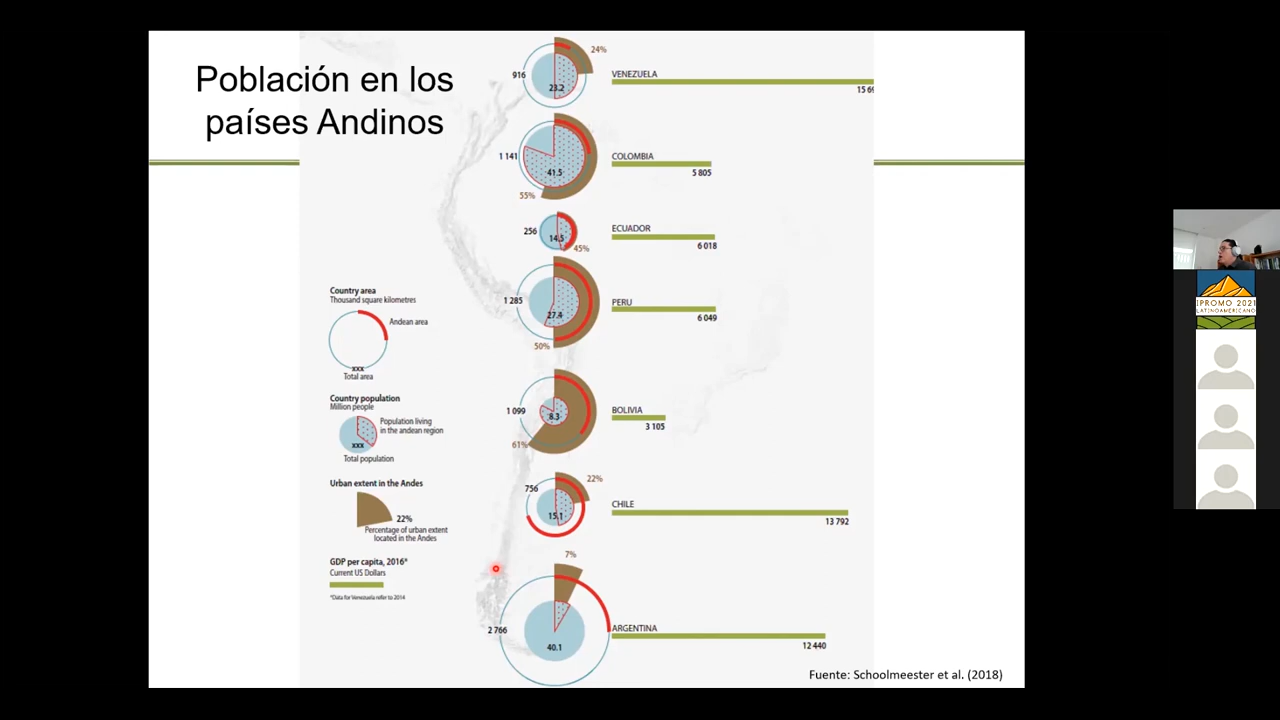 Población en los
países Andinos
24%
916
23.2
VENEZUELA
15 69
1 141
41.5
55%
COLOMBIA
5 805
256
14.5
45%
ECUADOR
6 018
1 285
27.4
50%
PERU
6 049
1 099
8.3
61%
BOLIVIA
3 105
22%
756
15.1
CHILE
13 792
7%
2 766
40.1
ARGENTINA
12 440
Country area
Thousand square kilometres
Andean area
xxx
Total area
Country population
Million people
Population living
in the andean region
xxx
Total population
Urban extent in the Andes
22%
Percentage of urban extent
located in the Andes
GDP per capita, 2016*
Current US Dollars
*Data for Venezuela refer to 2014
Fuente: Schoolmeester et al. (2018)
IPROMO 2021
LATINOAMERICANO